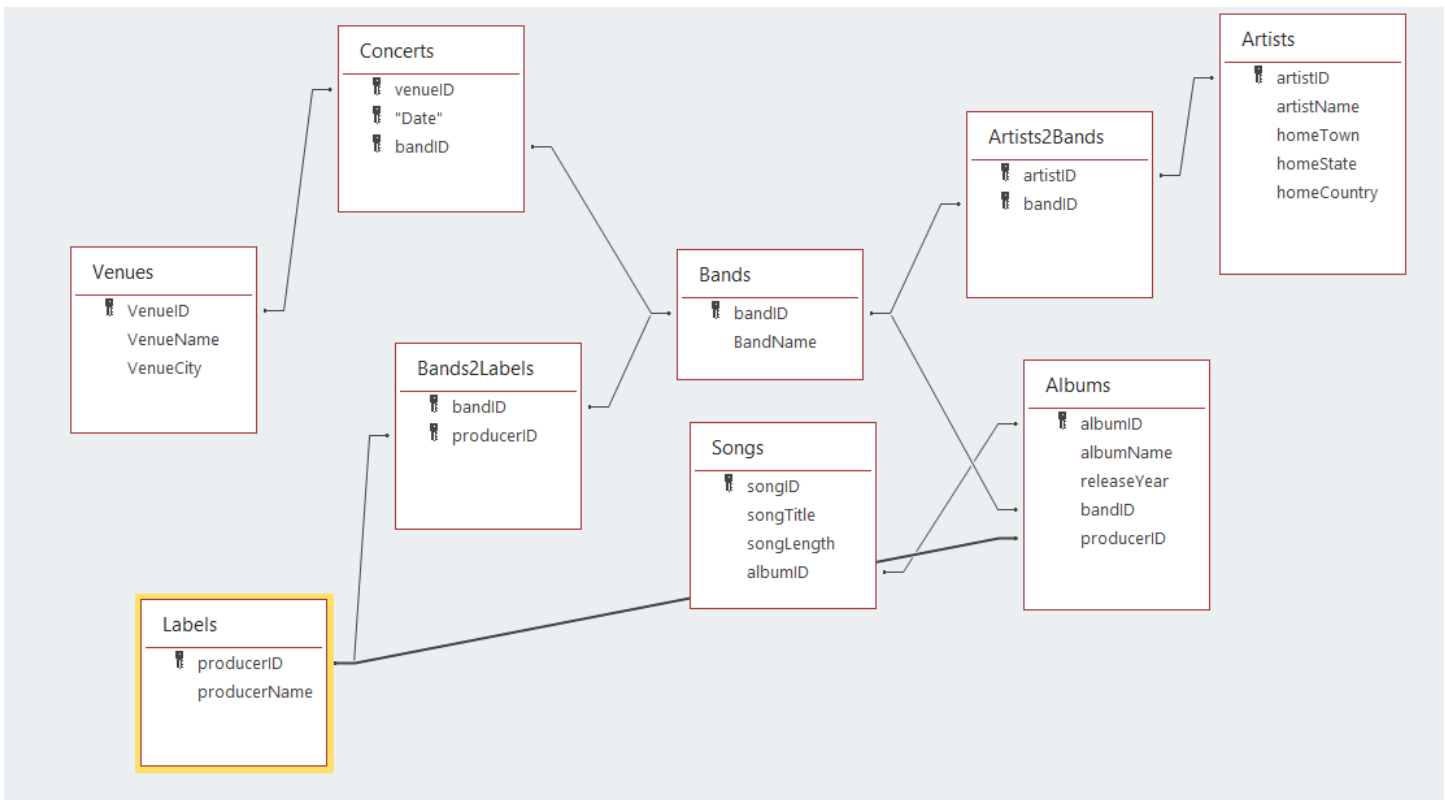 Concerts
venueID
"Date"
bandID
Artists
artistID
artistName
homeTown
homeState
homeCountry
Artists2Bands
artistID
bandID
Venues
VenueID
VenueName
VenueCity
Bands
bandID
BandName
Bands2Labels
bandID
producerID
Albums
albumID
albumName
releaseYear
bandID
producerID
Songs
songID
songTitle
songLength
albumID
Labels
producerID
producerName